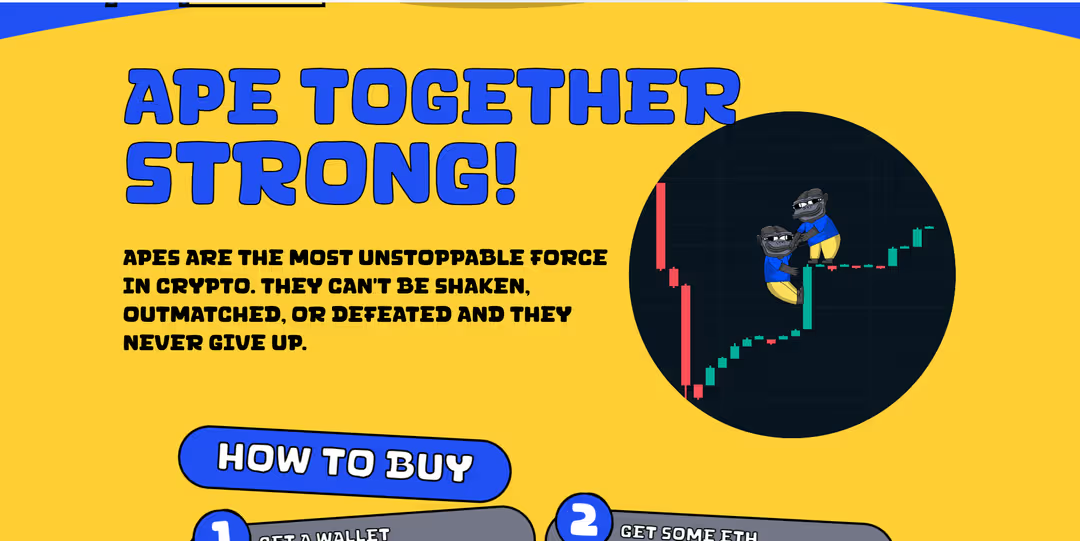 APE TOGETHER
STRONG!
APES ARE THE MOST UNSTOPPABLE FORCE
IN CRYPTO. THEY CAN'T BE SHAKEN,
OUTMATCHED, OR DEFEATED AND THEY
NEVER GIVE UP.
HOW TO BUY
1
GET A WALLET
2
GET SOME ETH